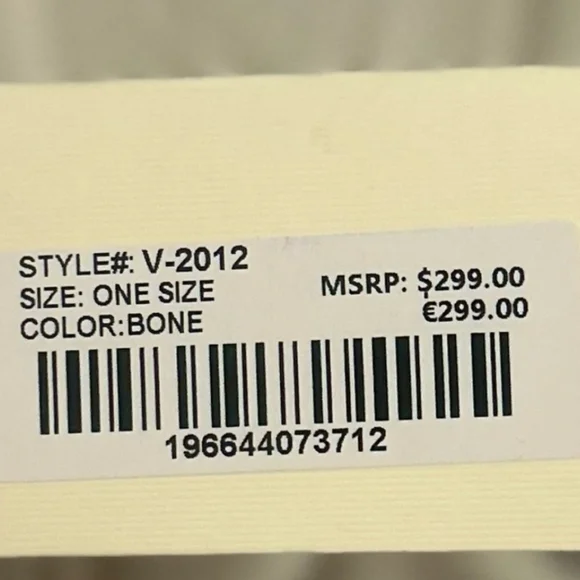 STYLE#: V-2012
SIZE: ONE SIZE
COLOR:BONE
MSRP: $299.00
€299.00
196644073712